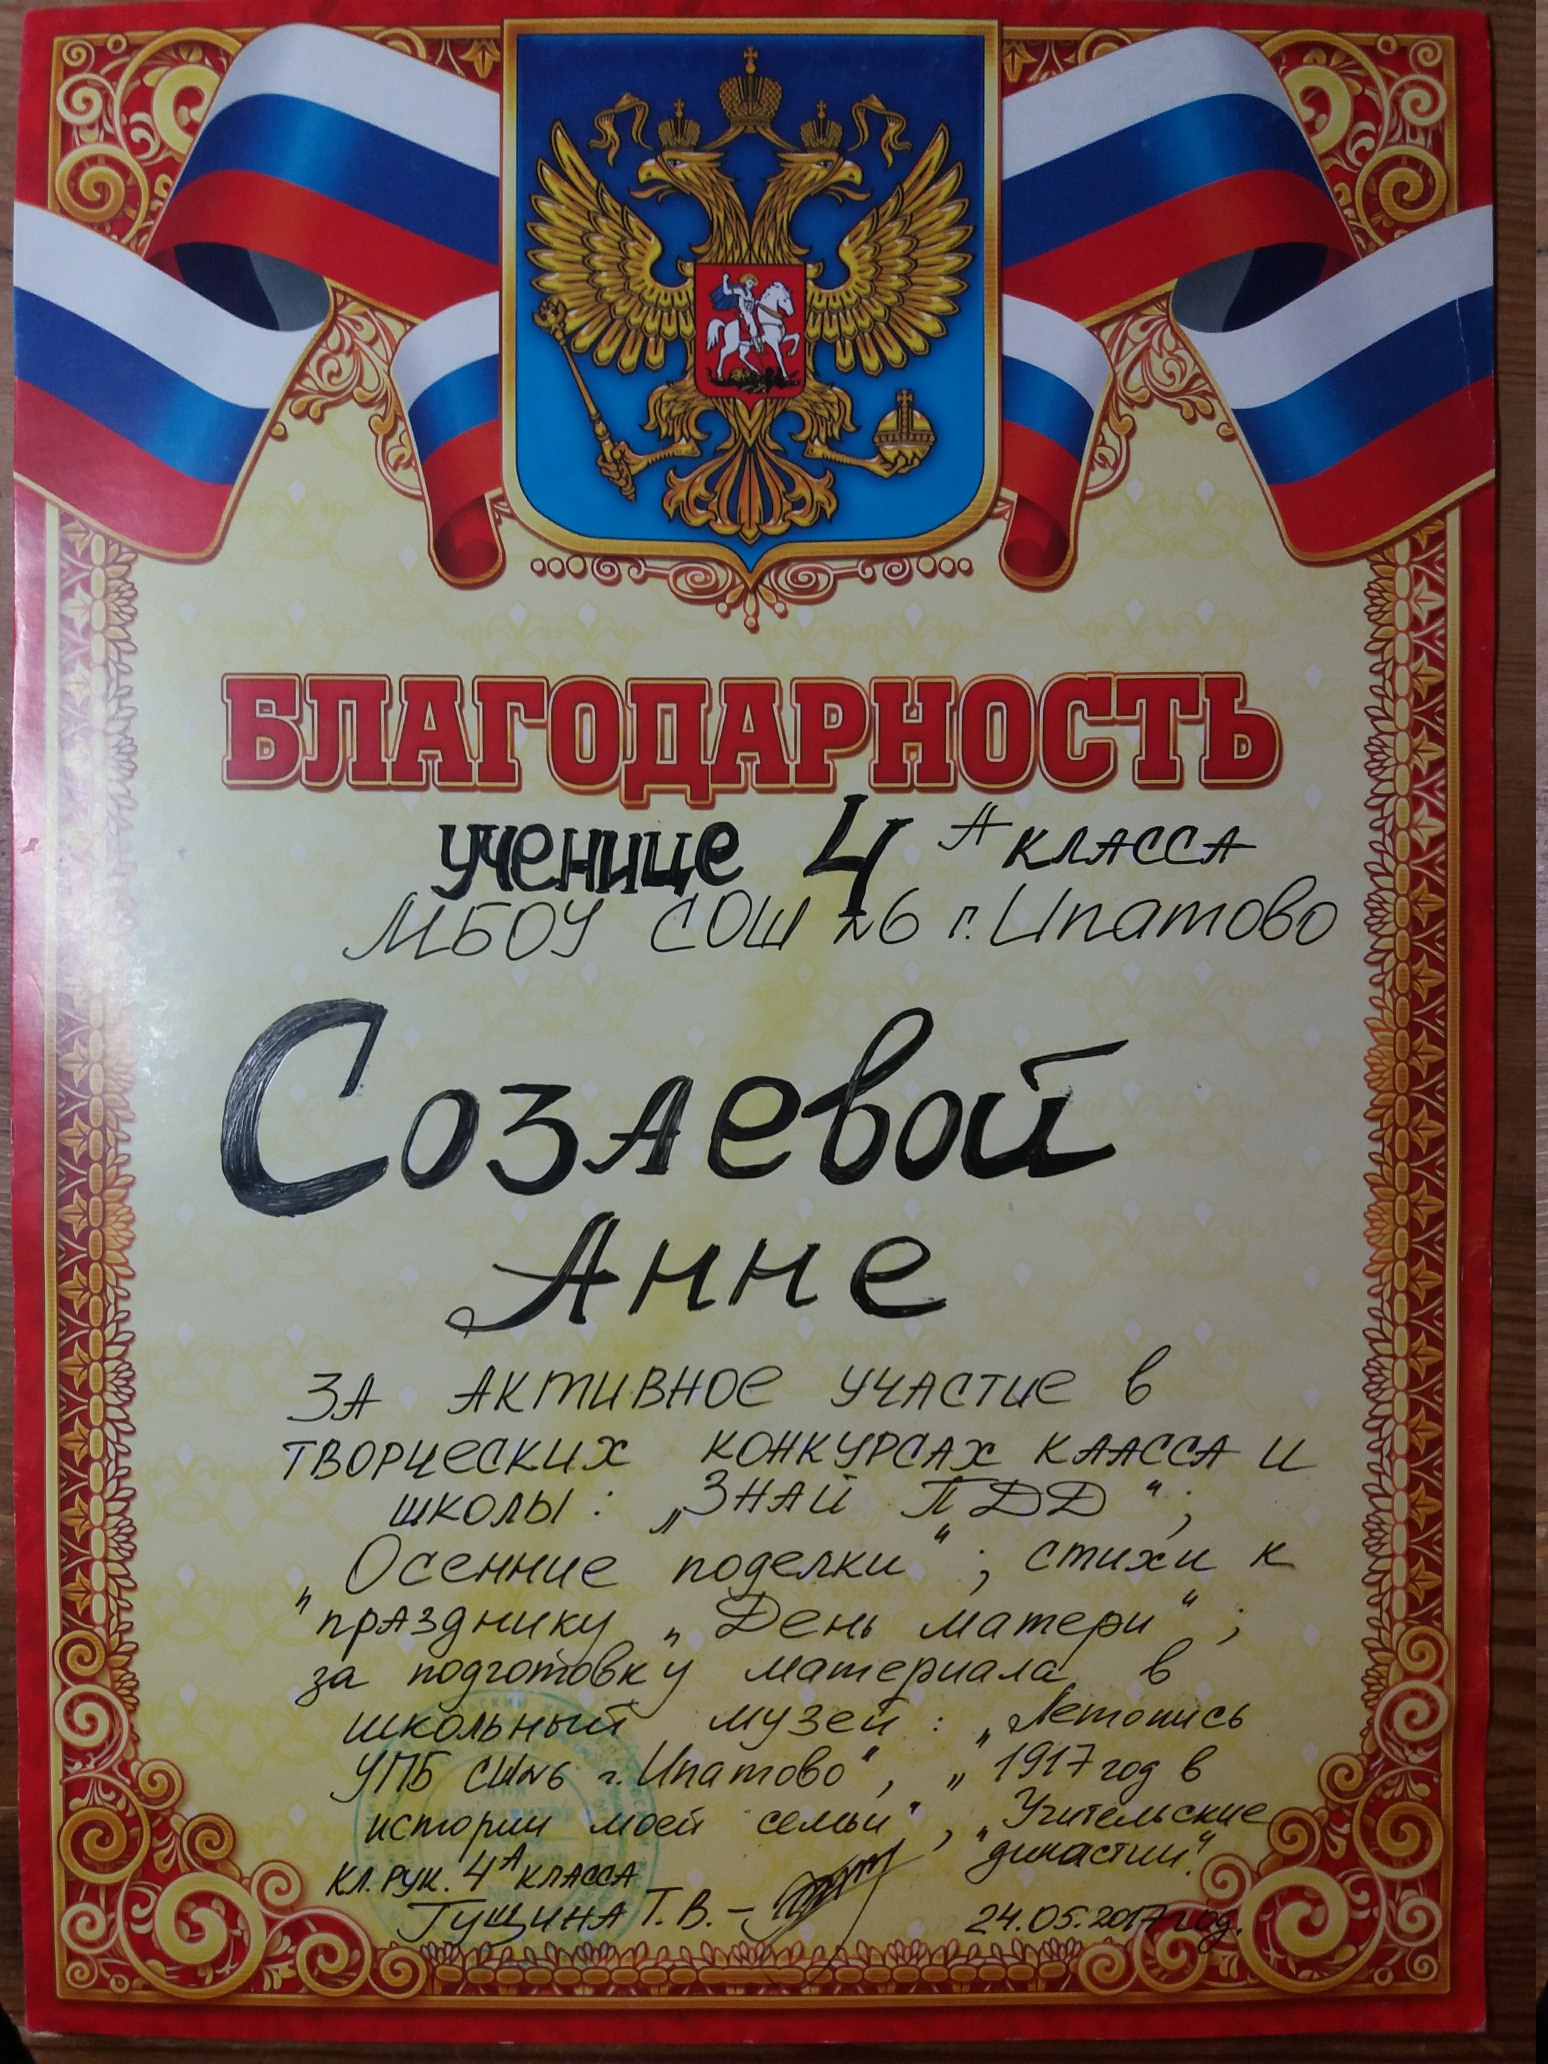 БЛАГОДАРНОСТЬ
ученице 4 А класса
МБОУ СОШ №6 г. Ипатово
Созаевой
Анне
за активное участие в
творческих конкурсах класса и
школы: „Знай ПДД“;
„Осенние поделки“; стихи к
"празднику „День матери“;
за подготовку материала в
школьный музей: „Летопись
УПБ СШ№6 г. Ипатово“, „1917 год в
истории моей семьи“, „Учительские
династии“.
Кл. рук. 4 А класса
Гущина Т. В. –
24.05.2017 год.